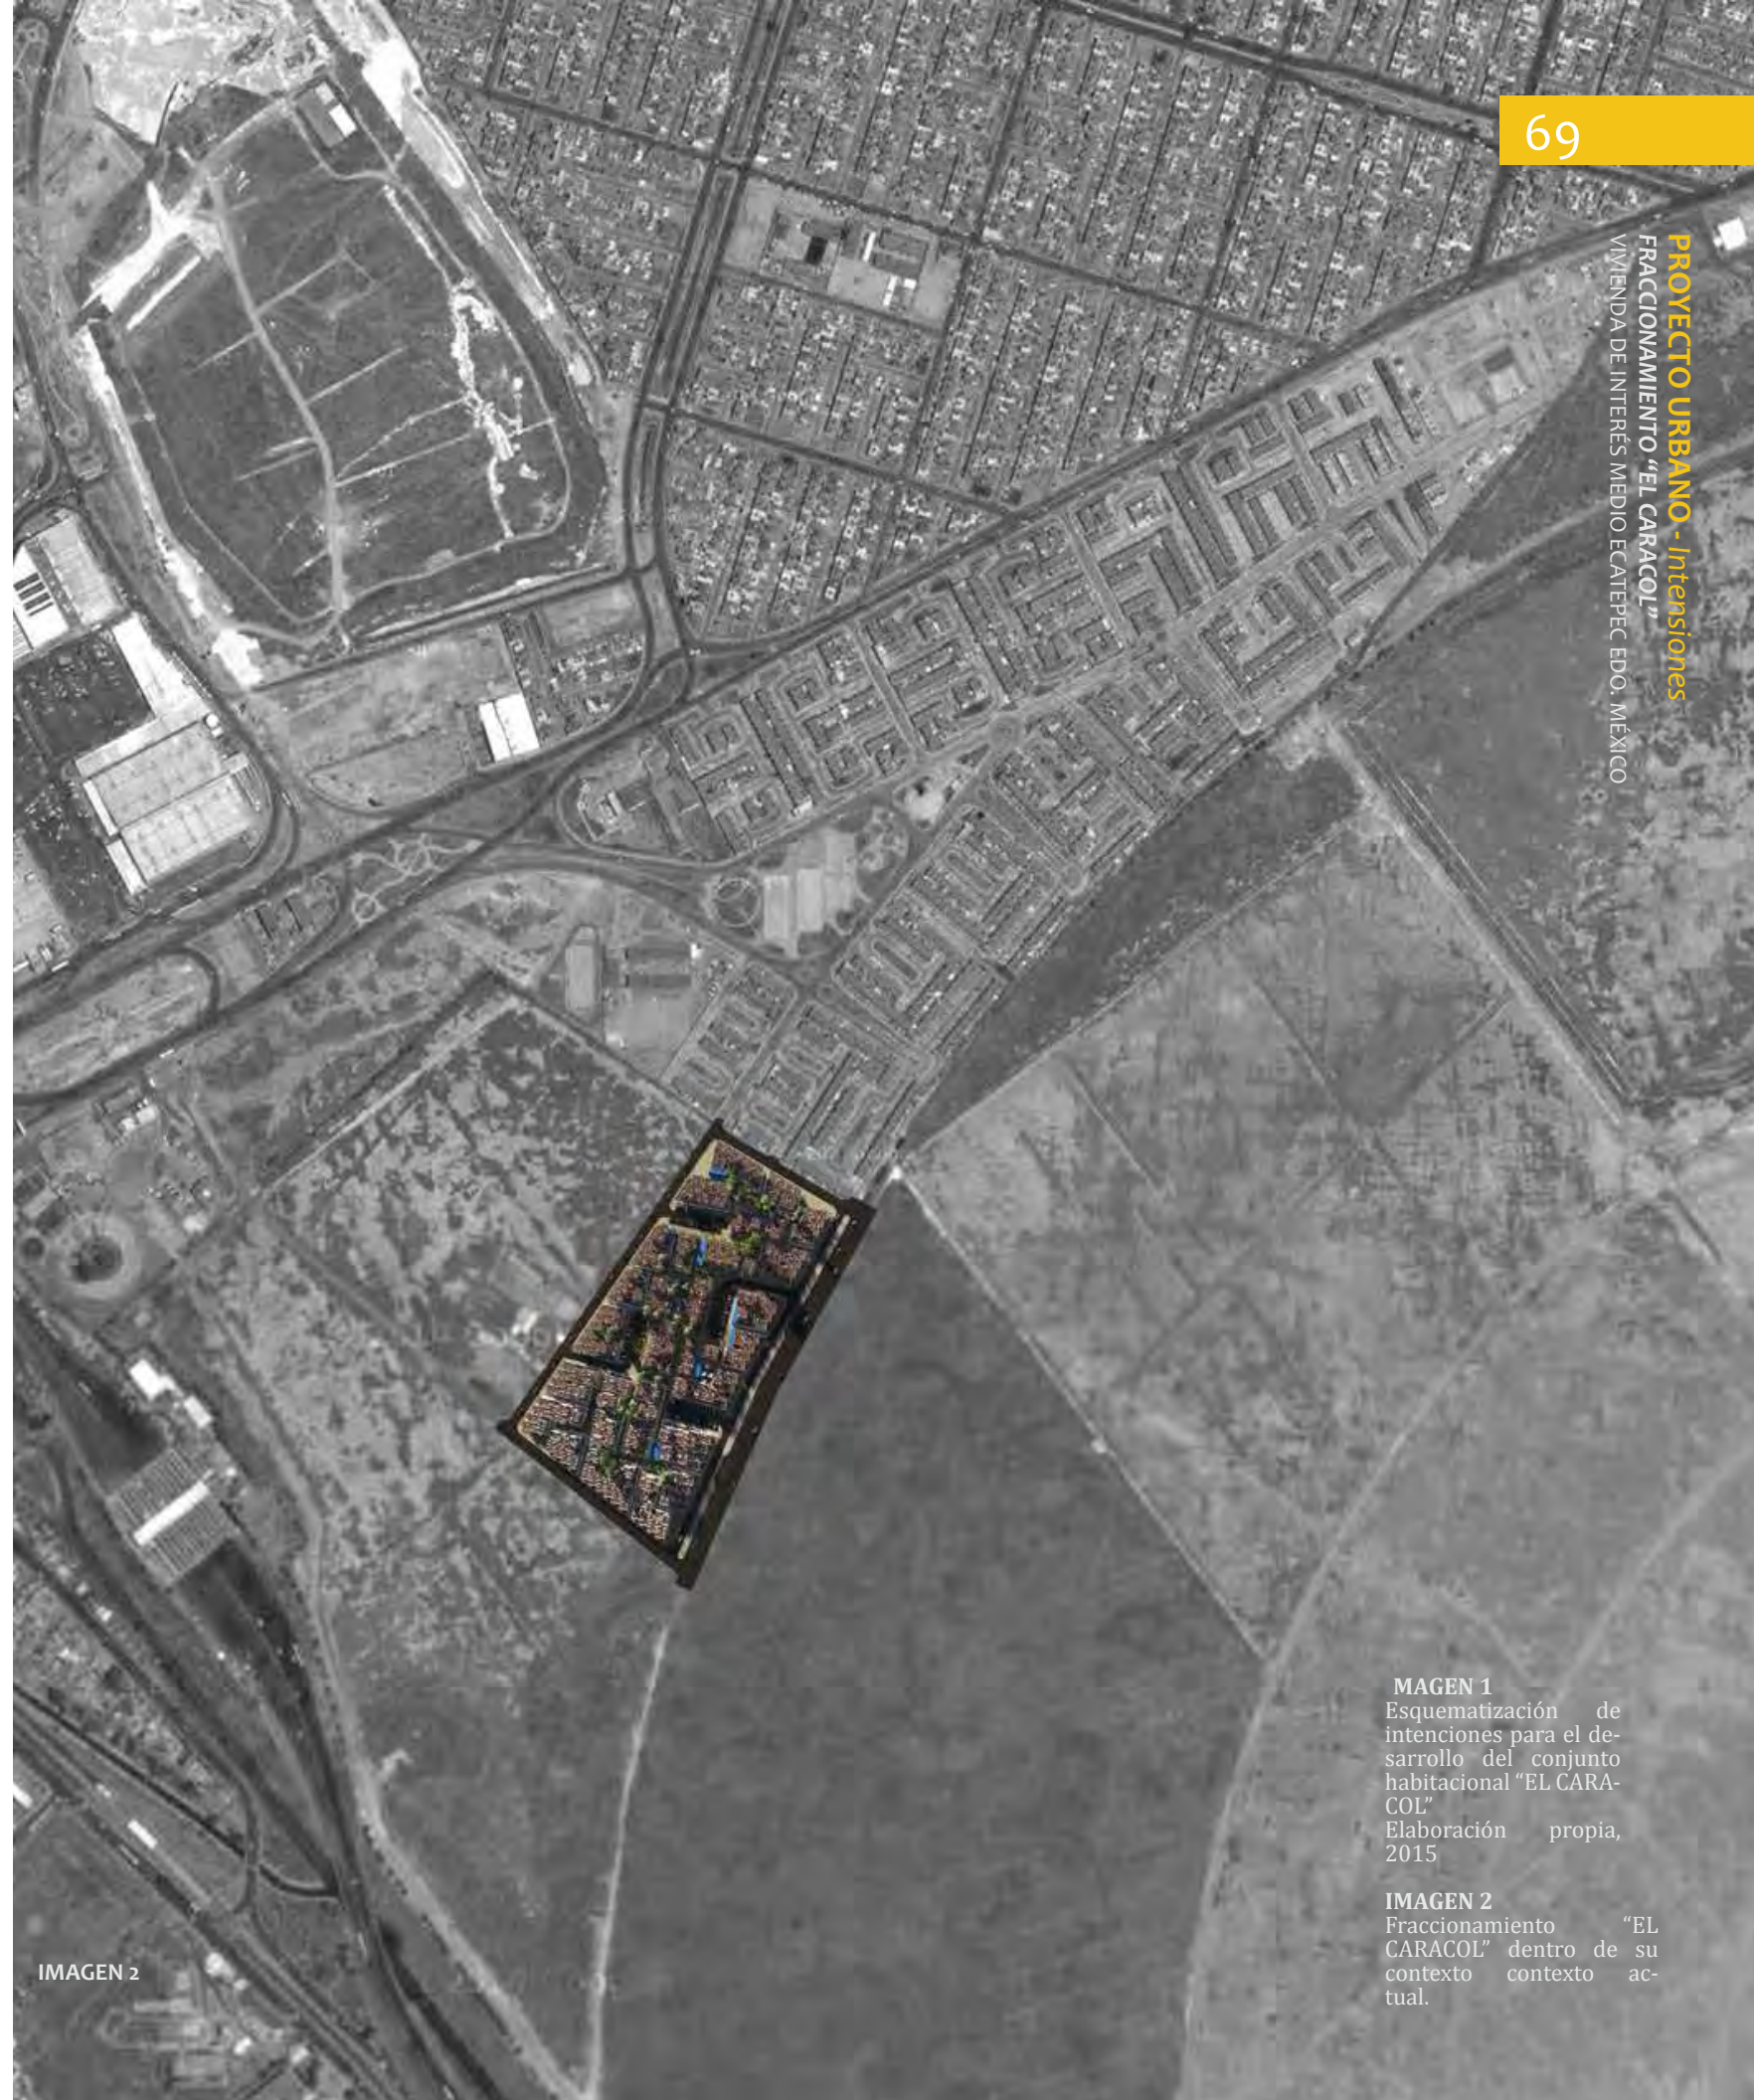 69
PROYECTO URBANO - Intensiones
FRACCIONAMIENTO “EL CARACOL”
VIVIENDA DE INTERÉS MEDIO ECATEPEC EDO. MÉXICO
MAGEN 1
Esquematización de
intenciones para el de-
sarrollo del conjunto
habitacional “EL CARA-
COL”
Elaboración propia,
2015
IMAGEN 2
Fraccionamiento “EL
CARACOL” dentro de su
contexto contexto ac-
tual.
IMAGEN 2